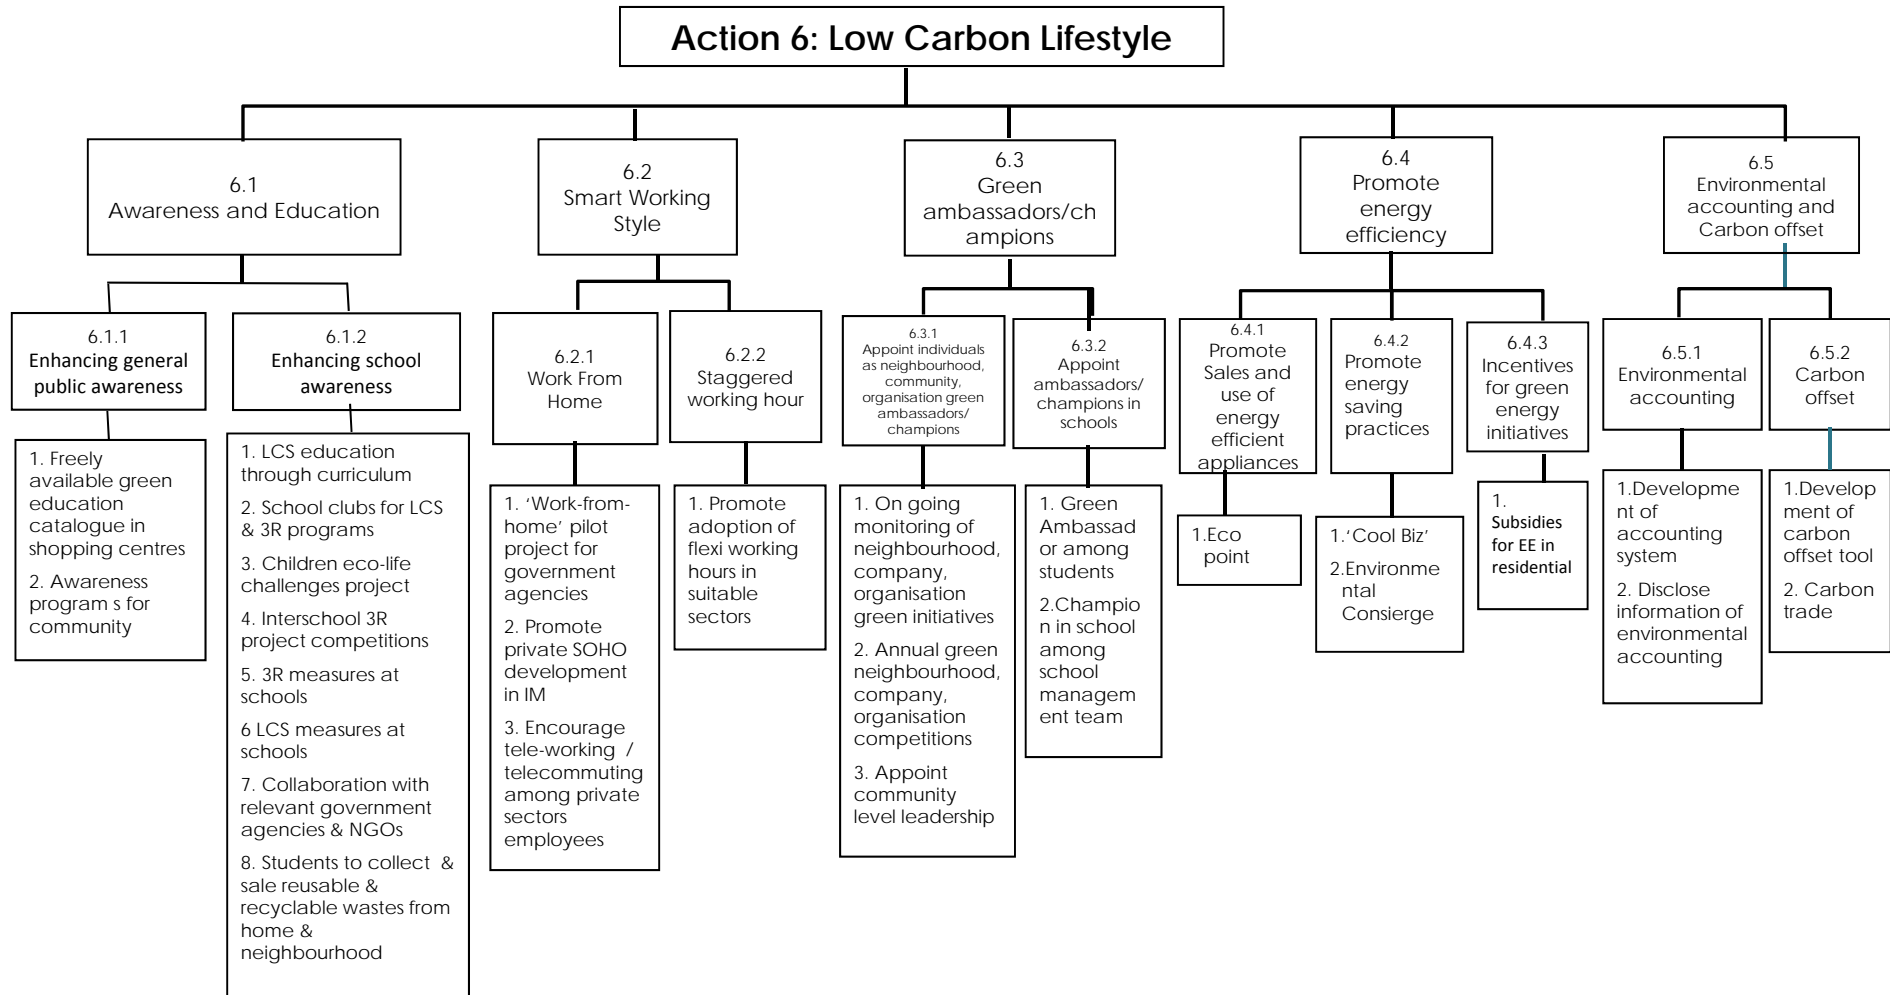 Action 6: Low Carbon Lifestyle
6.1
Awareness and Education
6.2
Smart Working
Style
6.3
Green
ambassadors/ch
ampions
6.4
Promote
energy
efficiency
6.5
Environmental
accounting and
Carbon offset
6.1.1
Enhancing general
public awareness
6.1.2
Enhancing school
awareness
6.2.1
Work From
Home
6.2.2
Staggered
working hour
6.3.1
Appoint individuals
as neighbourhood,
community,
organisation green
ambassadors/
champions
6.3.2
Appoint
ambassadors/
champions in
schools
6.4.1
Promote
Sales and
use of
energy
efficient
appliances
6.4.2
Promote
energy
saving
practices
6.4.3
Incentives
for green
energy
initiatives
6.5.1
Environmental
accounting
6.5.2
Carbon
offset
1. Freely
available green
education
catalogue in
shopping centres
2. Awareness
program s for
community
1. LCS education
through curriculum
2. School clubs for LCS
& 3R programs
3. Children eco-life
challenges project
4. Interschool 3R
project competitions
5. 3R measures at
schools
6 LCS measures at
schools
7. Collaboration with
relevant government
agencies & NGOs
8. Students to collect &
sale reusable &
recyclable wastes from
home &
neighbourhood
1. ‘Work-from-
home’ pilot
project for
government
agencies
2. Promote
private SOHO
development
in IM
3. Encourage
tele-working /
telecommuting
among private
sectors
employees
1. Promote
adoption of
flexi working
hours in
suitable
sectors
1. On going
monitoring of
neighbourhood,
company,
organisation
green initiatives
2. Annual green
neighbourhood,
company,
organisation
competitions
3. Appoint
community
level leadership
1. Green
Ambassad
or among
students
2.Champio
n in school
among
school
managem
ent team
1.Eco
point
1.‘Cool Biz’
2.Environme
ntal
Consierge
1.
Subsidies
for EE in
residential
1.Developme
nt of
accounting
system
2. Disclose
information of
environmental
accounting
1.Develop
ment of
carbon
offset tool
2. Carbon
trade